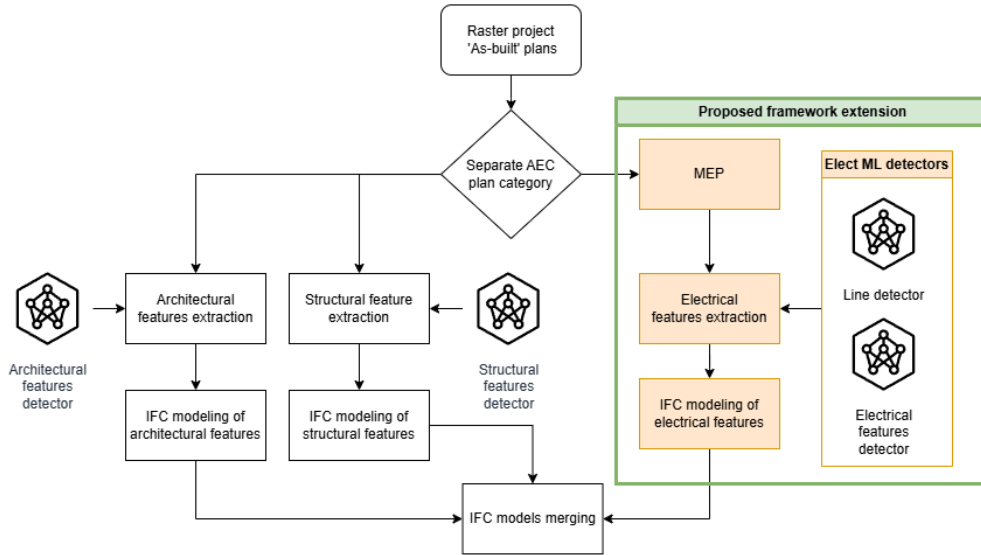 Raster project
'As-built' plans
Proposed framework extension
Separate AEC
plan category
MEP
Elect ML detectors
Line detector
Architectural
features extraction
Structural feature
extraction
Electrical
features extraction
Architectural
features
detector
Structural
features
detector
Electrical
features
detector
IFC modeling of
architectural features
IFC modeling of
structural features
IFC modeling of
electrical features
IFC models merging